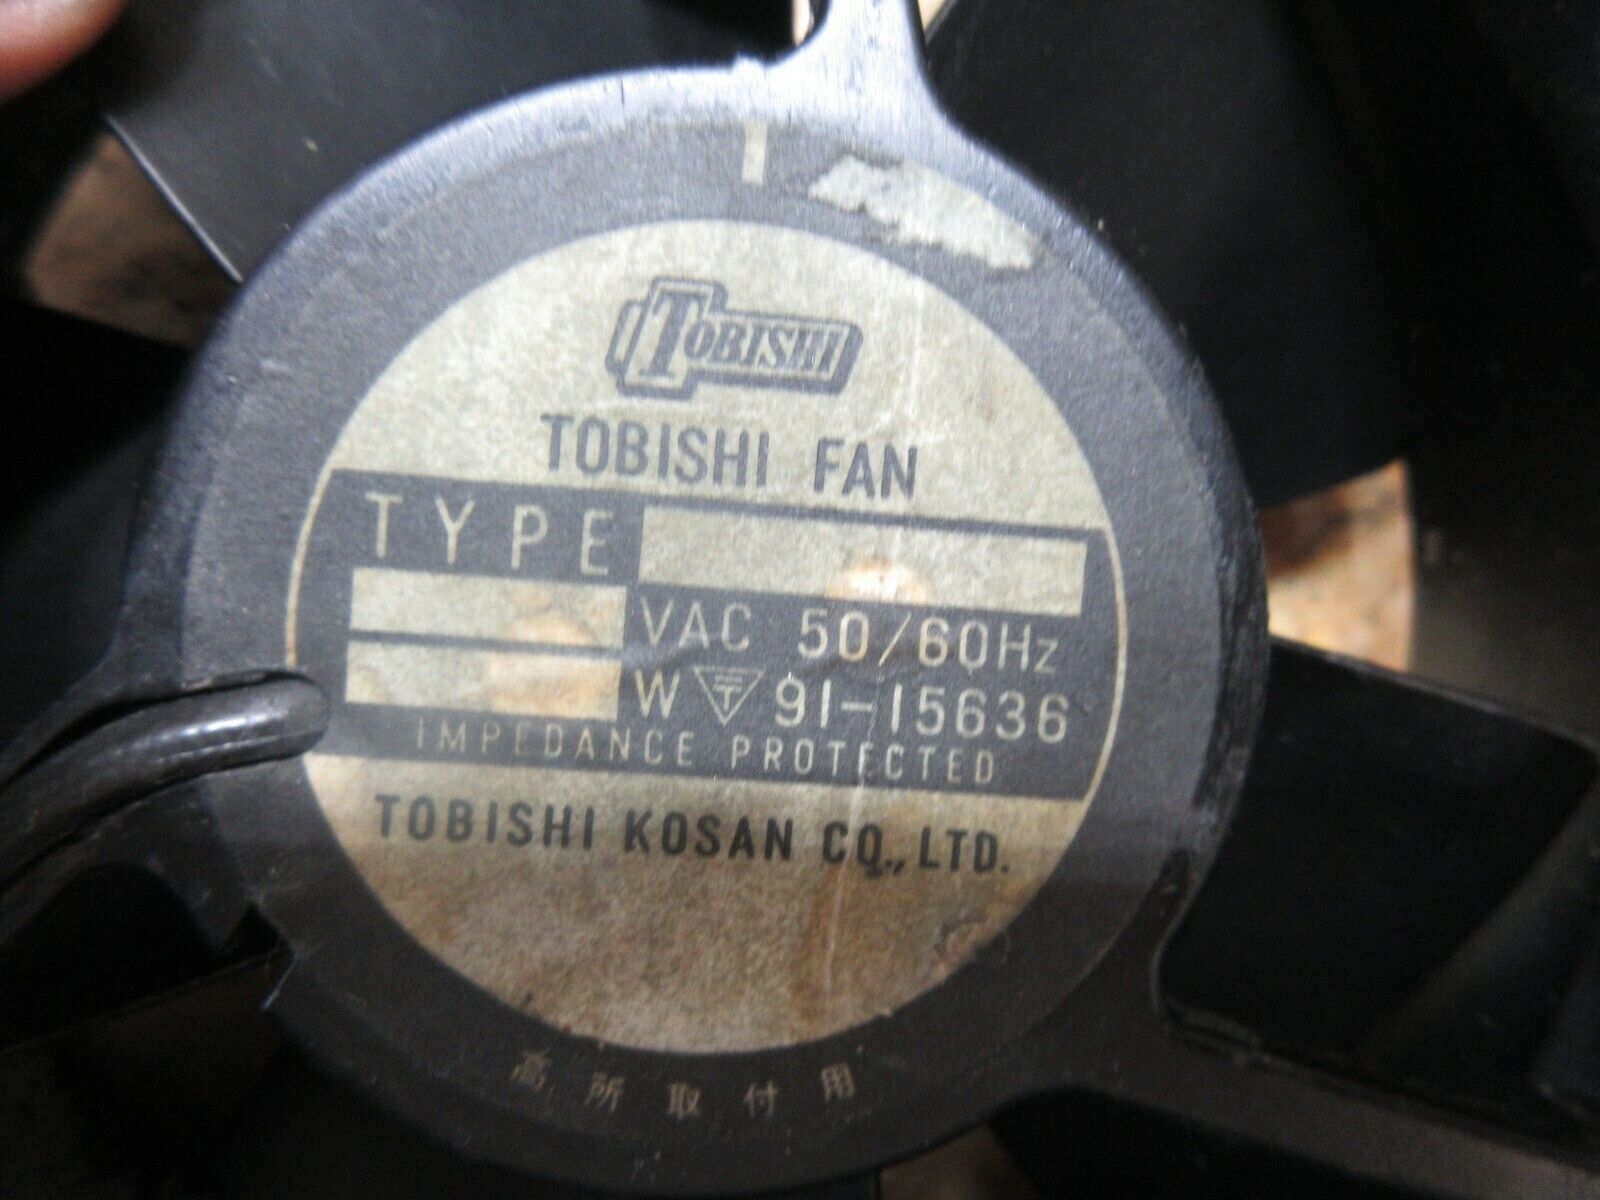 TOBISHI
TOBISHI FAN
TYPE
VAC 50/60Hz
W 91-15636
IMPEDANCE PROTECTED
TOBISHI KOSAN CO., LTD.
高所取付用